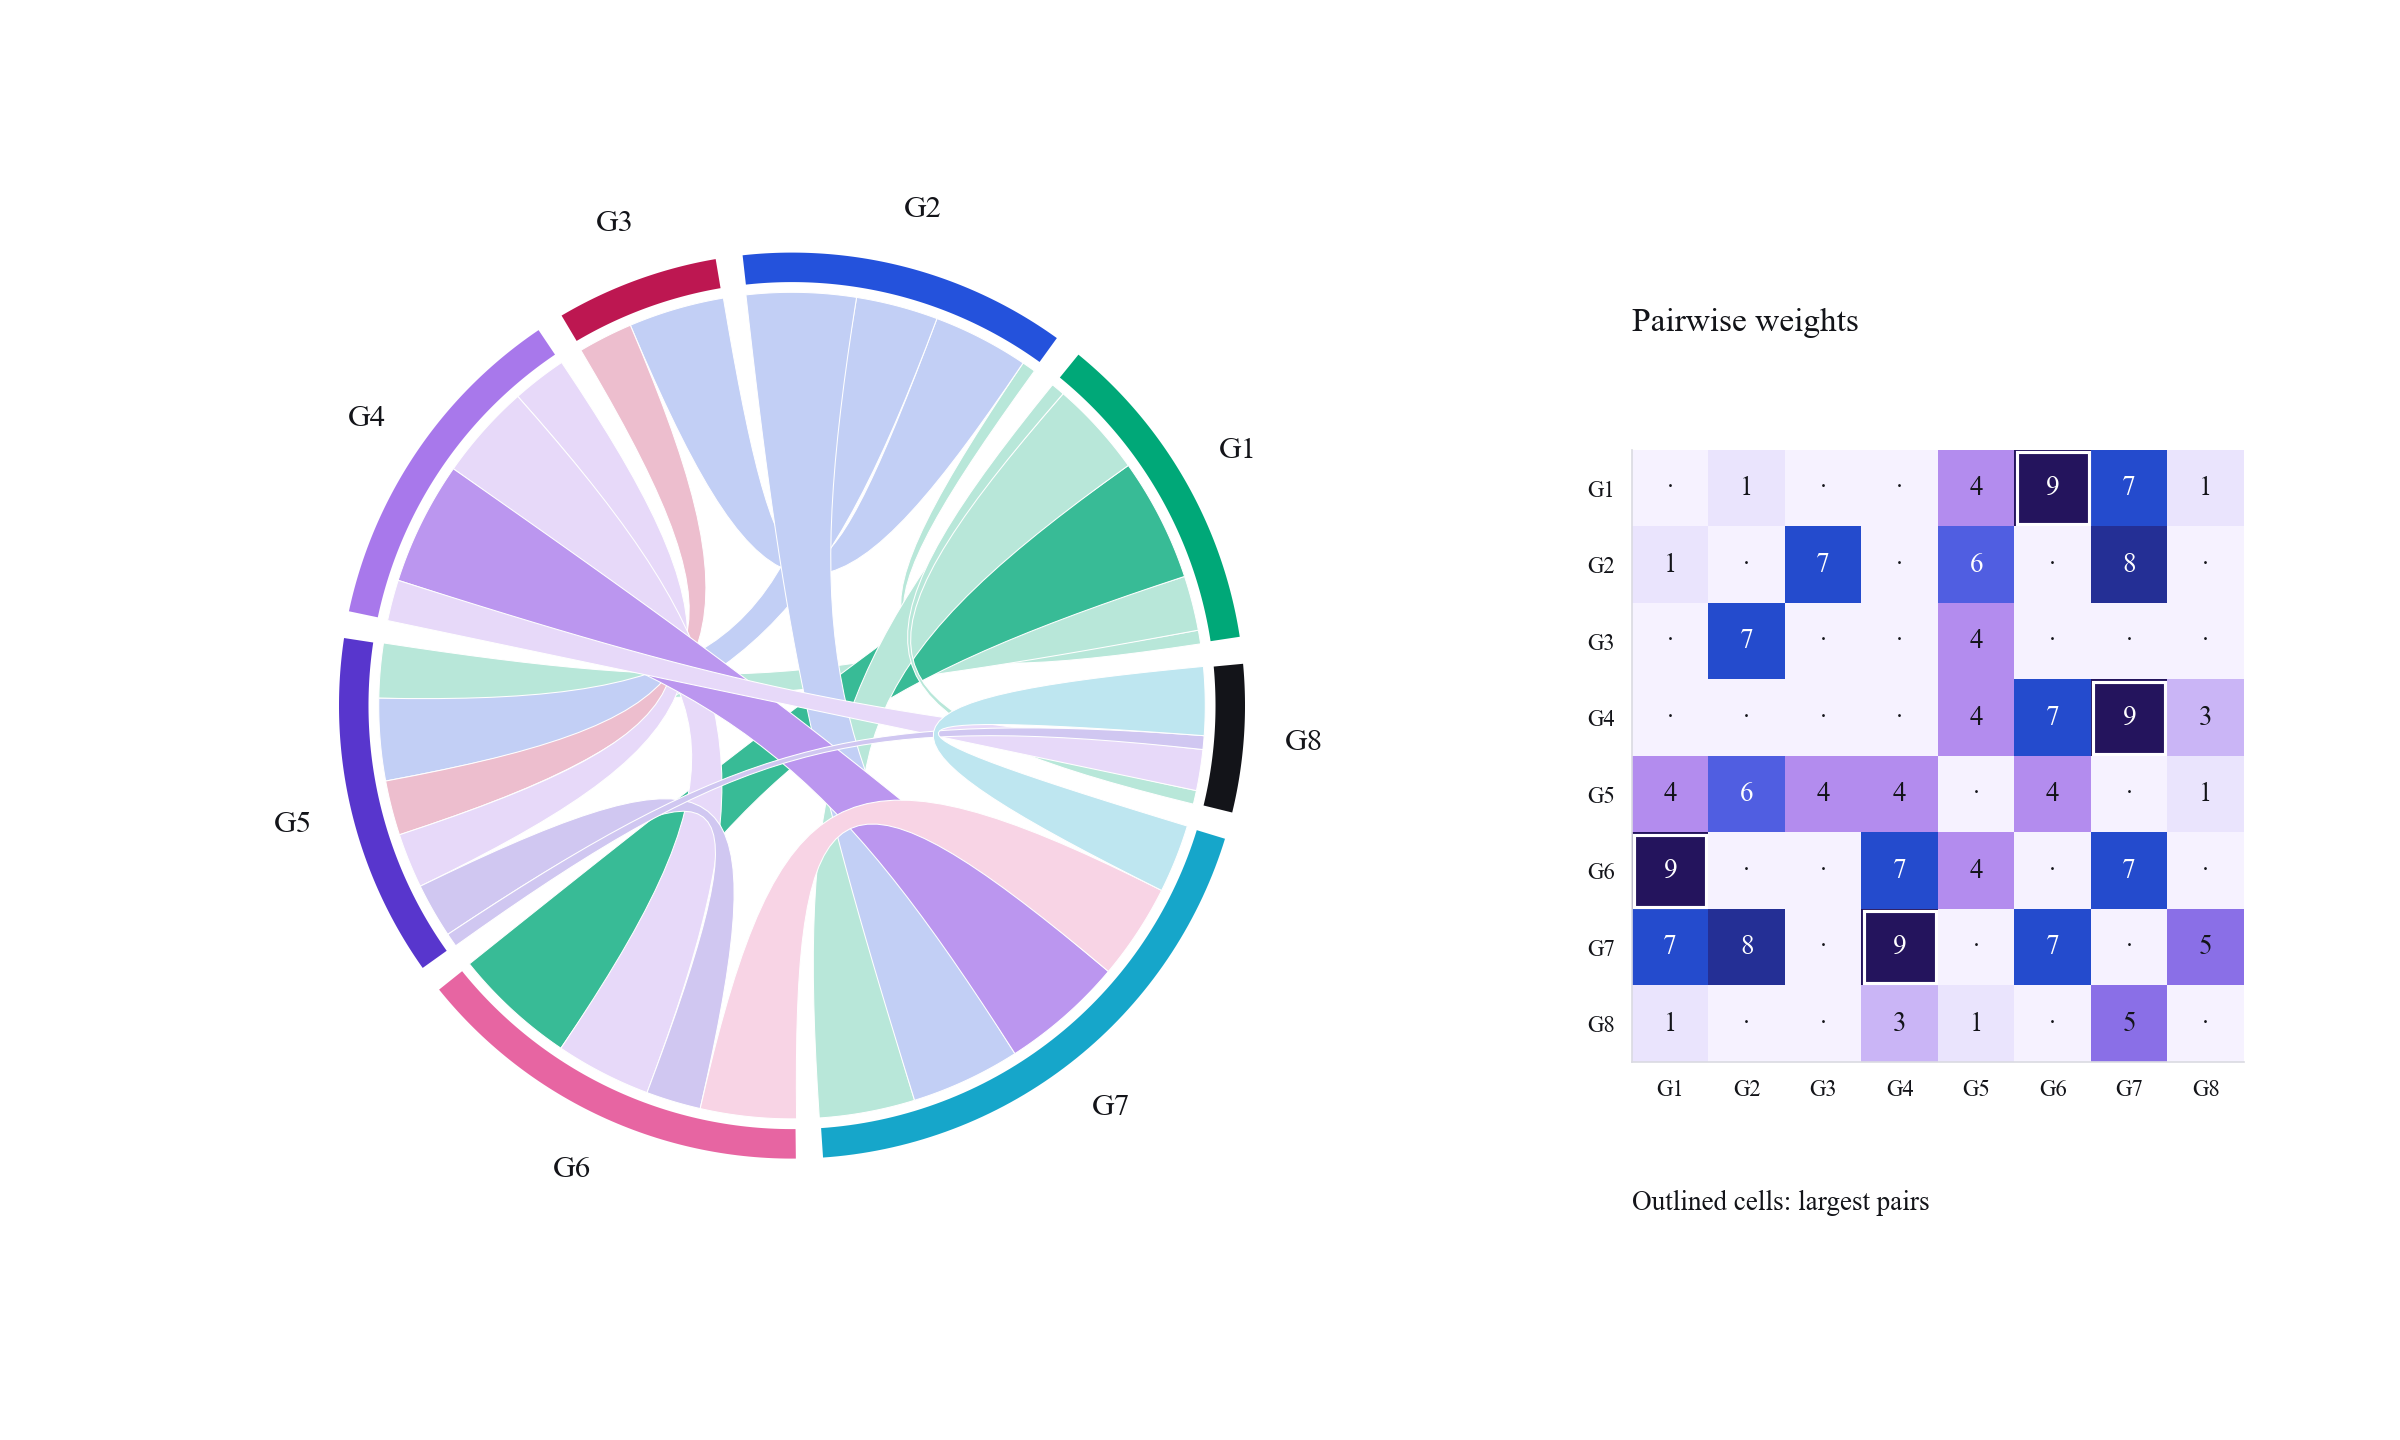 G2
G3
G4
G1
G8
G5
G7
G6
Pairwise weights
G1 · 1 · · 4 9 7 1
G2 1 · 7 · 6 · 8 ·
G3 · 7 · · 4 · · ·
G4 · · · · 4 7 9 3
G5 4 6 4 4 · 4 · 1
G6 9 · · 7 4 · 7 ·
G7 7 8 · 9 · 7 · 5
G8 1 · · 3 1 · 5 ·
G1 G2 G3 G4 G5 G6 G7 G8
Outlined cells: largest pairs